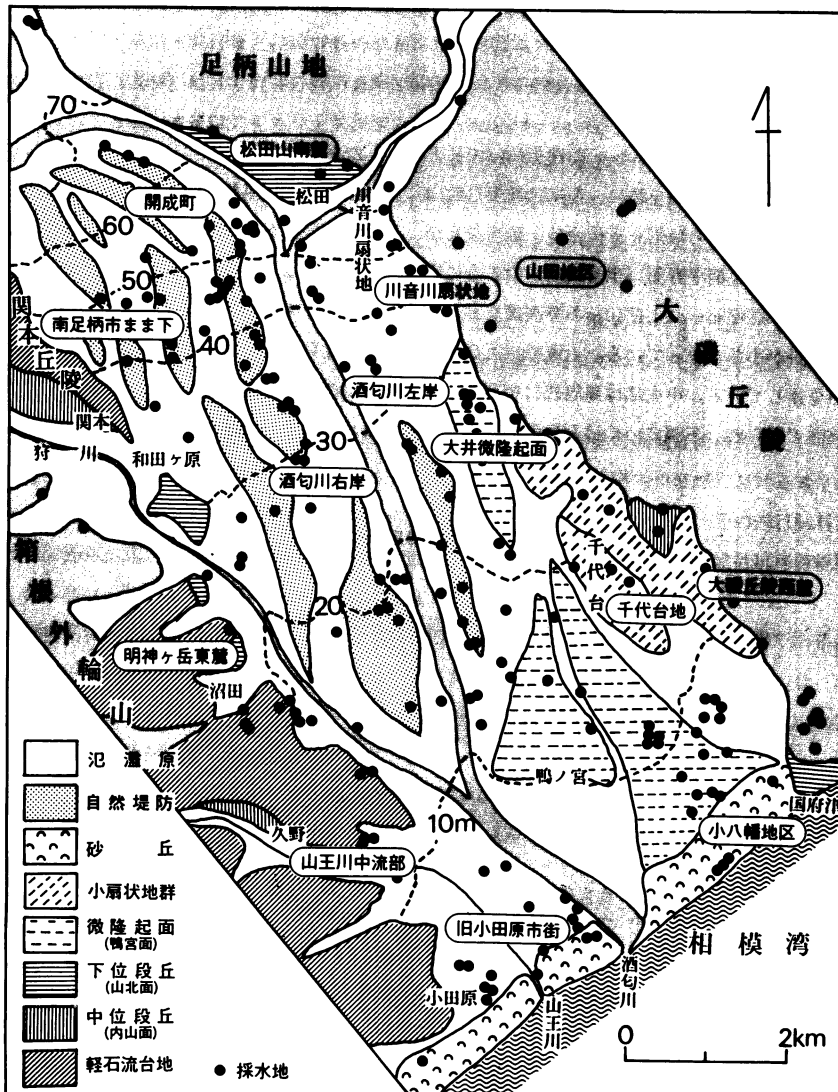 足柄山地
70
松田山南麓
松田
川音川扇状地
開成町
60
50
山田地区
川音川扇状地
大磯丘陵
関本丘陵
南足柄市まま下
40
関本
酒匂川左岸
30
大井微隆起面
狩川
和田ヶ原
酒匂川右岸
千代台
20
千代台地
大磯丘陵西麓
箱根外輪山
明神ヶ岳東麓
沼田
鴨ノ宮
国府津
久野
10m
小八幡地区
山王川中流部
旧小田原市街
相模湾
小田原
山王川
酒匂川
0 2km
氾濫原
自然堤防
砂丘
小扇状地群
微隆起面
(鴨宮面)
下位段丘
(山北面)
中位段丘
(内山面)
軽石流台地
採水地